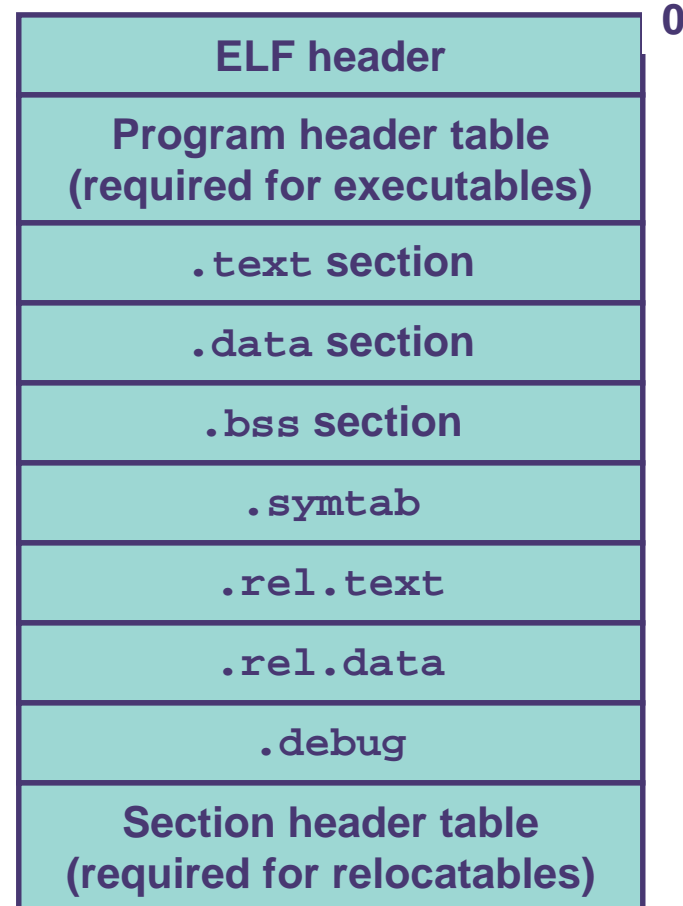 0
ELF header
Program header table
(required for executables)
.text section
.data section
.bss section
.symtab
.rel.text
.rel.data
.debug
Section header table
(required for relocatables)